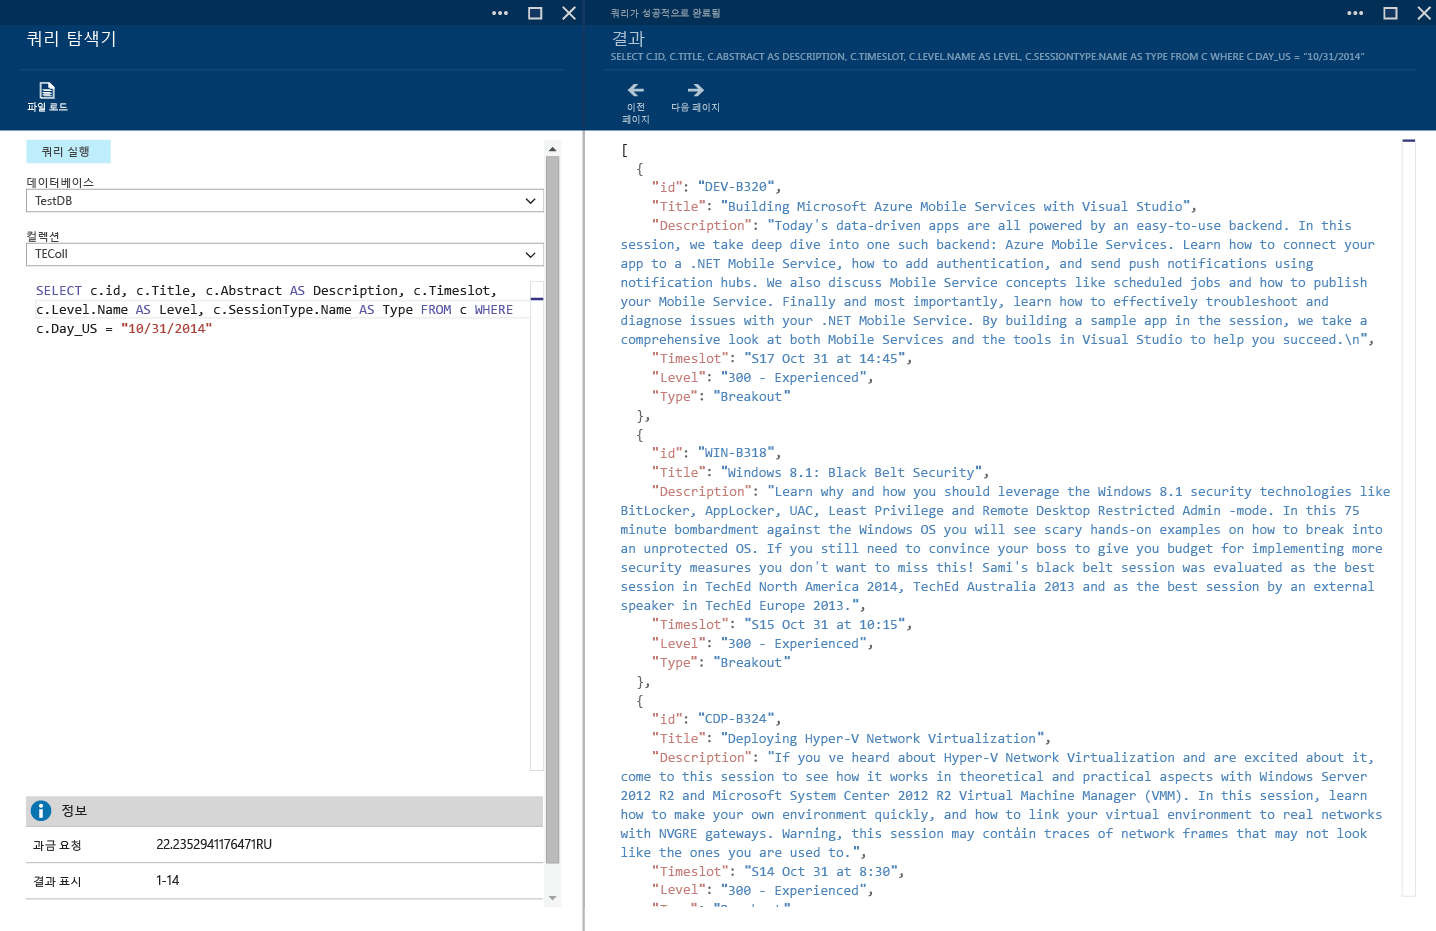 쿼리 탐색기
파일 로드
쿼리 실행
데이터베이스
TestDB
컬렉션
TEColl
SELECT c.id, c.Title, c.Abstract AS Description, c.Timeslot,
c.Level.Name AS Level, c.SessionType.Name AS Type FROM c WHERE
c.Day_US = "10/31/2014"
정보
과금 요청 22.2352941176471RU
결과 표시 1-14
쿼리가 성공적으로 완료됨
결과
SELECT C.ID, C.TITLE, C.ABSTRACT AS DESCRIPTION, C.TIMESLOT, C.LEVEL.NAME AS LEVEL, C.SESSIONTYPE.NAME AS TYPE FROM C WHERE C.DAY_US = "10/31/2014"
이전 페이지
다음 페이지
[
{
"id": "DEV-B320",
"Title": "Building Microsoft Azure Mobile Services with Visual Studio",
"Description": "Today's data-driven apps are all powered by an easy-to-use backend. In this
session, we take deep dive into one such backend: Azure Mobile Services. Learn how to connect your
app to a .NET Mobile Service, how to add authentication, and send push notifications using
notification hubs. We also discuss Mobile Service concepts like scheduled jobs and how to publish
your Mobile Service. Finally and most importantly, learn how to effectively troubleshoot and
diagnose issues with your .NET Mobile Service. By building a sample app in the session, we take a
comprehensive look at both Mobile Services and the tools in Visual Studio to help you succeed.\n",
"Timeslot": "S17 Oct 31 at 14:45",
"Level": "300 - Experienced",
"Type": "Breakout"
},
{
"id": "WIN-B318",
"Title": "Windows 8.1: Black Belt Security",
"Description": "Learn why and how you should leverage the Windows 8.1 security technologies like
BitLocker, AppLocker, UAC, Least Privilege and Remote Desktop Restricted Admin -mode. In this 75
minute bombardment against the Windows OS you will see scary hands-on examples on how to break into
an unprotected OS. If you still need to convince your boss to give you budget for implementing more
security measures you don't want to miss this! Sami's black belt session was evaluated as the best
session in TechEd North America 2014, TechEd Australia 2013 and as the best session by an external
speaker in TechEd Europe 2013.",
"Timeslot": "S15 Oct 31 at 10:15",
"Level": "300 - Experienced",
"Type": "Breakout"
},
{
"id": "CDP-B324",
"Title": "Deploying Hyper-V Network Virtualization",
"Description": "If you ve heard about Hyper-V Network Virtualization and are excited about it,
come to this session to see how it works in theoretical and practical aspects with Windows Server
2012 R2 and Microsoft System Center 2012 R2 Virtual Machine Manager (VMM). In this session, learn
how to make your own environment quickly, and how to link your virtual environment to real networks
with NVGRE gateways. Warning, this session may contain traces of network frames that may not look
like the ones you are used to.",
"Timeslot": "S14 Oct 31 at 8:30",
"Level": "300 - Experienced",